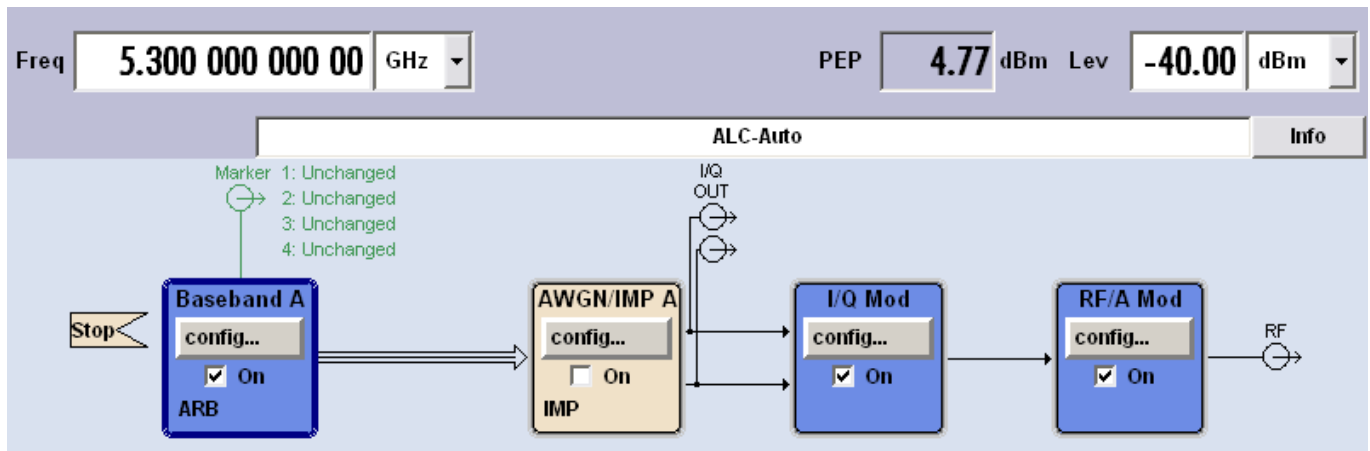 Freq 5.300 000 000 00 GHz PEP 4.77 dBm Lev -40.00 dBm
ALC-Auto Info
Marker 1: Unchanged
2: Unchanged
3: Unchanged
4: Unchanged
I/Q
OUT
Stop
Baseband A
config...
On
ARB
AWGN/IMP A
config...
On
IMP
I/Q Mod
config...
On
RF/A Mod
config...
On
RF